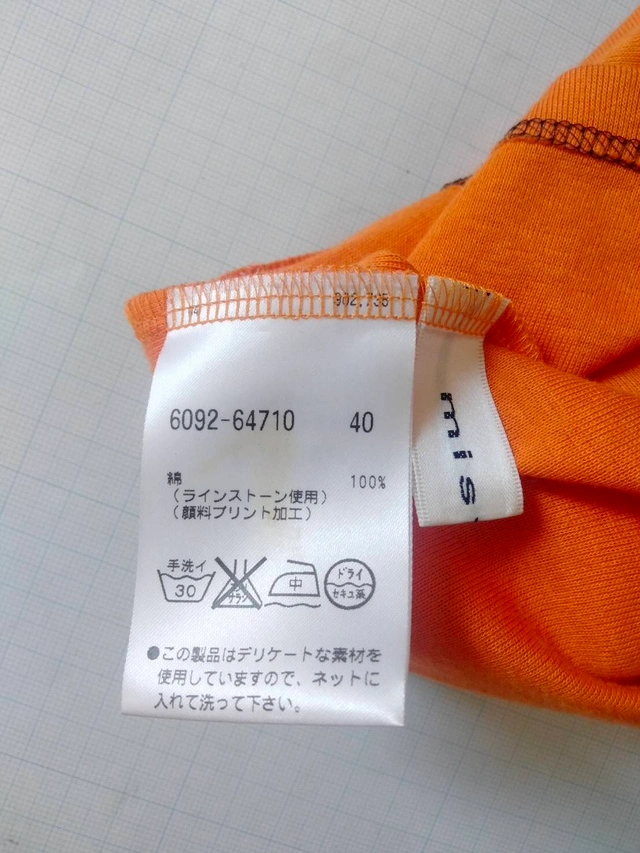 902.735
6092-64710 40
綿 100%
（ラインストーン使用）
（顔料プリント加工）
手洗イ
30
中
ドライ
セキユ系
●この製品はデリケートな素材を
使用していますので、ネットに
入れて洗って下さい。
mis